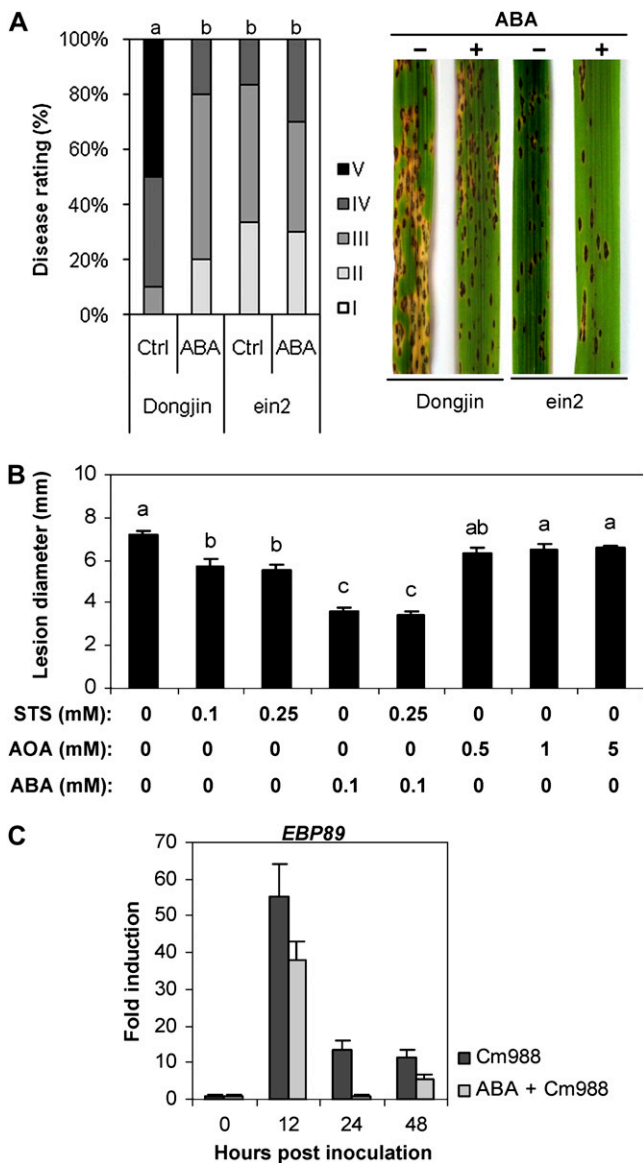 A
a b b b
ABA
− + − +
100%
80%
60%
40%
20%
0%
Disease rating (%)
V
IV
III
II
I
Ctrl ABA Ctrl ABA
Dongjin ein2
Dongjin ein2
B
10
8
6
4
2
0
Lesion diameter (mm)
a b b c c ab a a
STS (mM): 0 0.1 0.25 0 0.25 0 0 0
AOA (mM): 0 0 0 0 0 0.5 1 5
ABA (mM): 0 0 0 0.1 0.1 0 0 0
C
EBP89
70
60
50
40
30
20
10
0
Fold induction
Cm988
ABA + Cm988
0 12 24 48
Hours post inoculation